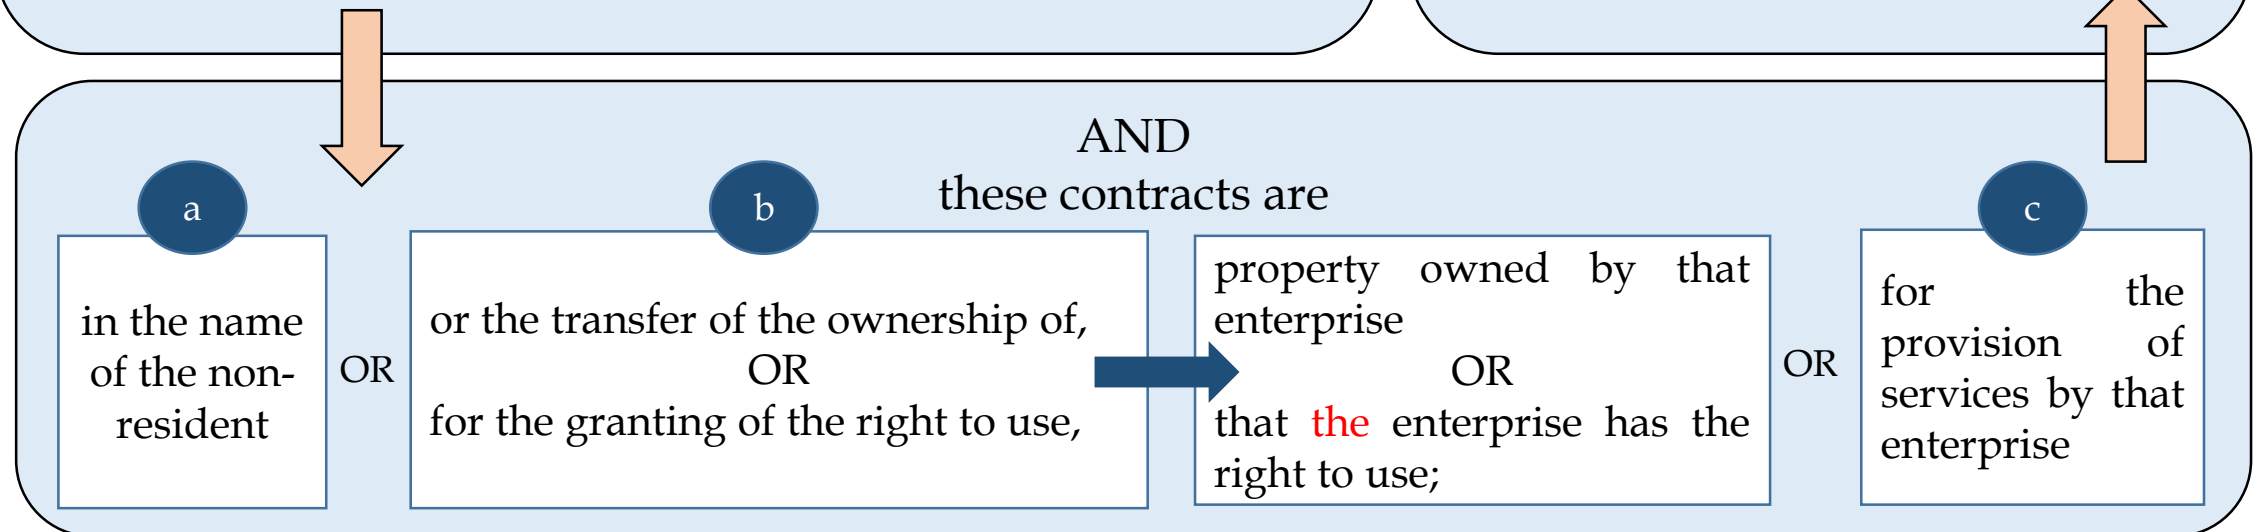 AND
these contracts are
a
in the name
of the non-
resident
OR
b
or the transfer of the ownership of,
OR
for the granting of the right to use,
property owned by that
enterprise
OR
that the enterprise has the
right to use;
OR
c
for the
provision of
services by that
enterprise